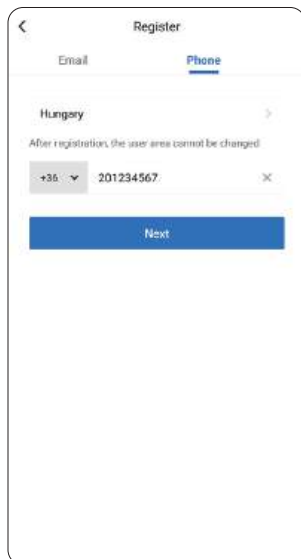 Register
Email Phone
Hungary
After registration, the user area cannot be changed
+36 201234567
Next